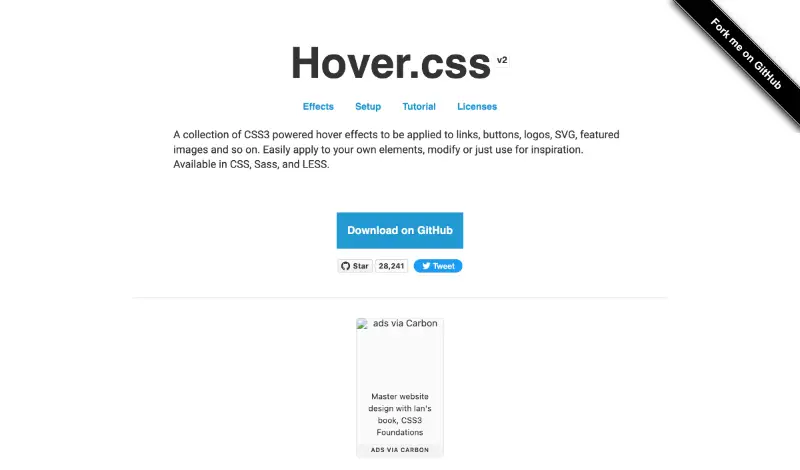 Fork me on GitHub
Hover.css v2
Effects Setup Tutorial Licenses
A collection of CSS3 powered hover effects to be applied to links, buttons, logos, SVG, featured
images and so on. Easily apply to your own elements, modify or just use for inspiration.
Available in CSS, Sass, and LESS.
Download on GitHub
Star 28,241 Tweet
ads via Carbon
Master website
design with Ian's
book, CSS3
Foundations
ADS VIA CARBON